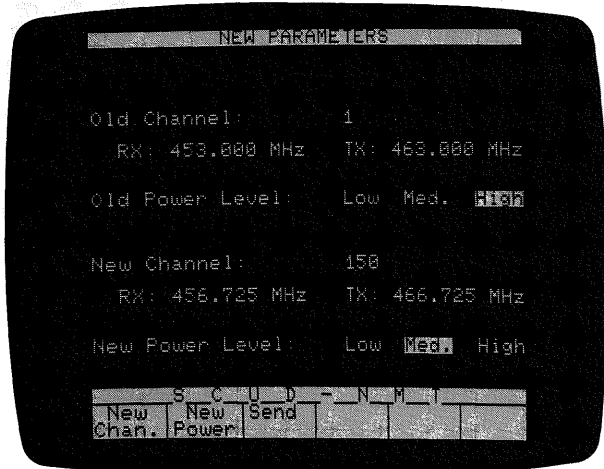 NEW PARAMETERS
Old Channel: 1
RX: 453.000 MHz TX: 463.000 MHz
Old Power Level: Low Med. High
New Channel: 150
RX: 456.725 MHz TX: 466.725 MHz
New Power Level: Low Med. High
S C U D - N M T
New Chan. New Power Send